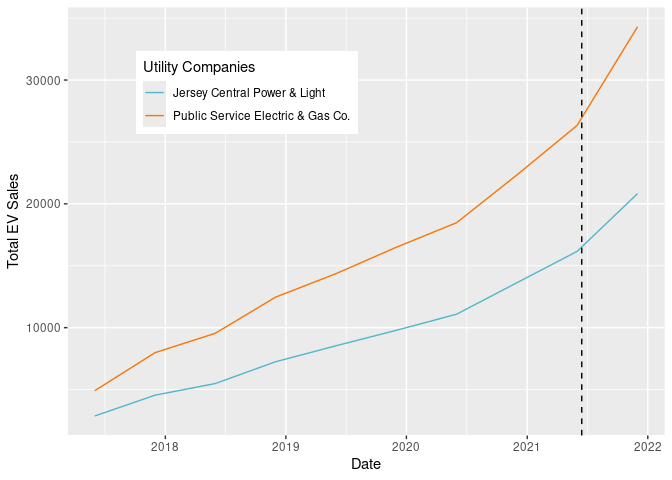 Utility Companies
Jersey Central Power & Light
Public Service Electric & Gas Co.
Total EV Sales
30000
20000
10000
2018 2019 2020 2021 2022
Date